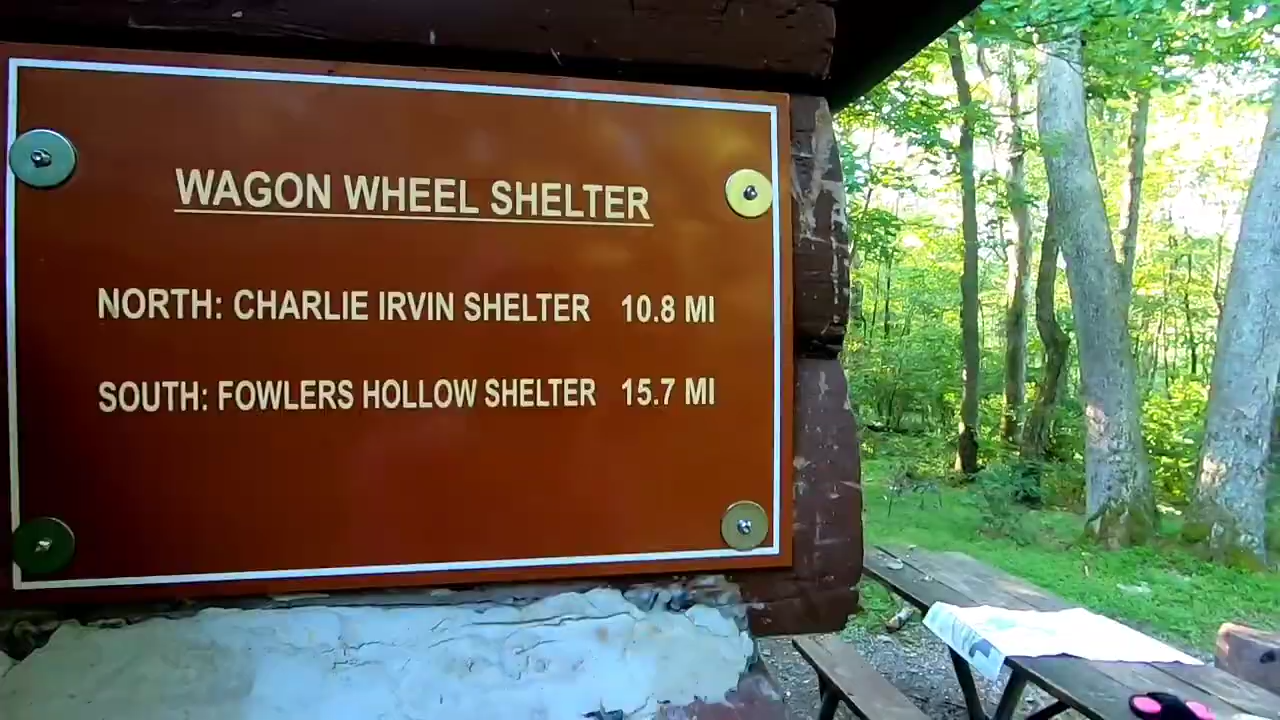 WAGON WHEEL SHELTER
NORTH: CHARLIE IRVIN SHELTER 10.8 MI
SOUTH: FOWLERS HOLLOW SHELTER 15.7 MI